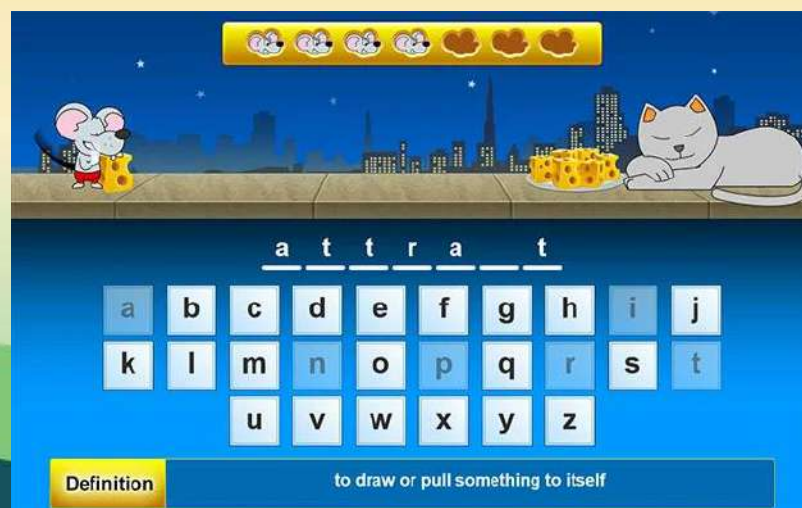 a t t r a _ t
a b c d e f g h i j
k l m n o p q r s t
u v w x y z
Definition to draw or pull something to itself